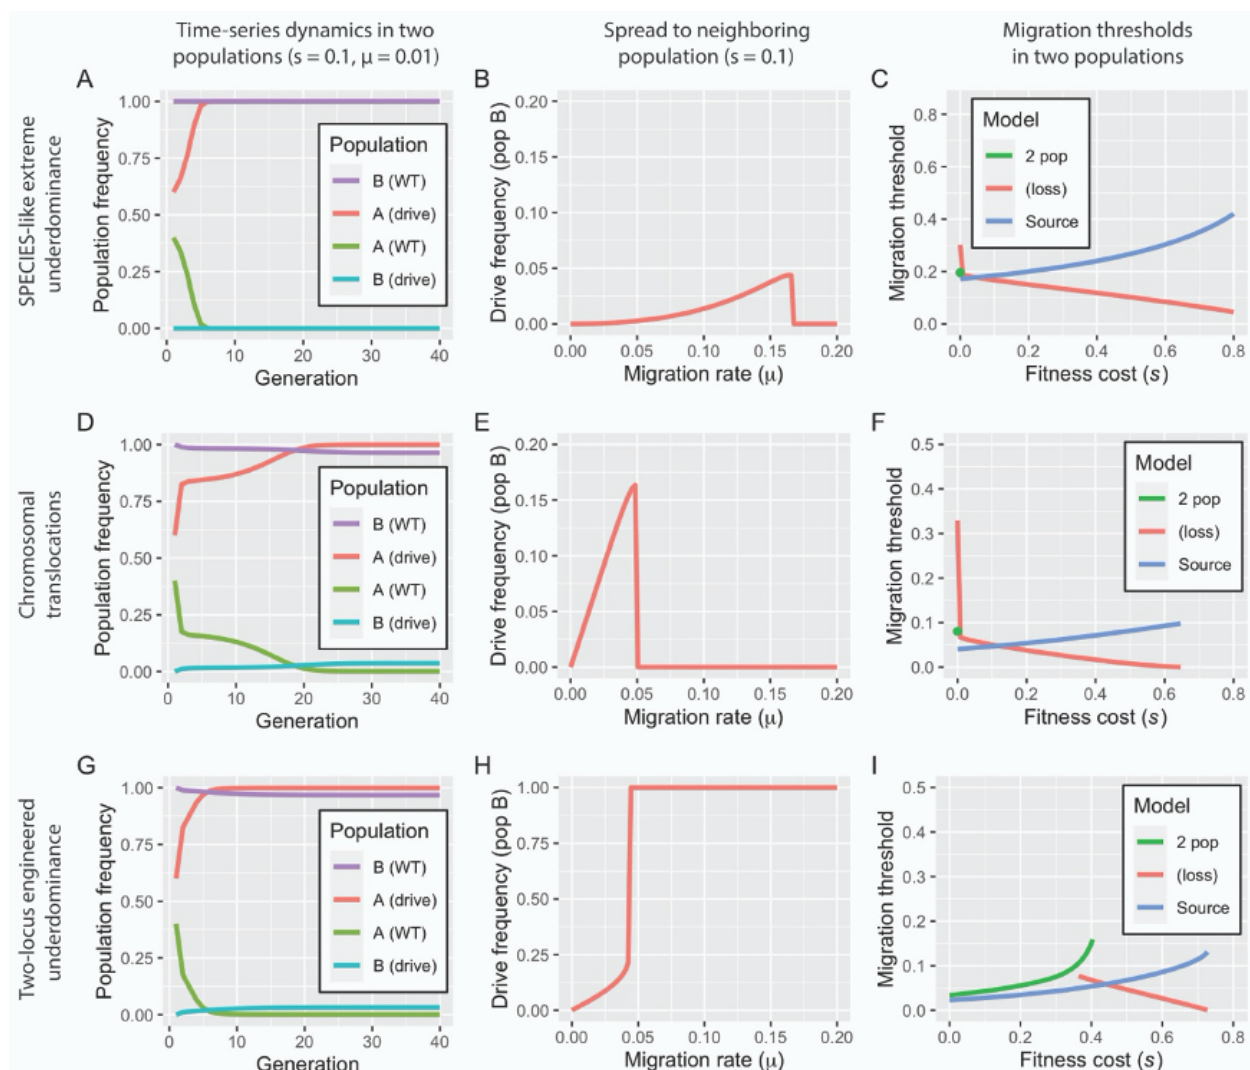 Time-series dynamics in two
populations (s = 0.1, μ = 0.01)
Spread to neighboring
population (s = 0.1)
Migration thresholds
in two populations
SPECIES-like extreme
underdominance
A
Population frequency
1.00
0.75
0.50
0.25
0.00
0 10 20 30 40
Generation
Population
B (WT)
A (drive)
A (WT)
B (drive)
B
Drive frequency (pop B)
0.20
0.15
0.10
0.05
0.00
0.00 0.05 0.10 0.15 0.20
Migration rate (μ)
C
Migration threshold
0.8
0.6
0.4
0.2
0.0
0.0 0.2 0.4 0.6 0.8
Fitness cost (s)
Model
2 pop
(loss)
Source
Chromosomal
translocations
D
Population frequency
1.00
0.75
0.50
0.25
0.00
0 10 20 30 40
Generation
Population
B (WT)
A (drive)
A (WT)
B (drive)
E
Drive frequency (pop B)
0.20
0.15
0.10
0.05
0.00
0.00 0.05 0.10 0.15 0.20
Migration rate (μ)
F
Migration threshold
0.5
0.4
0.3
0.2
0.1
0.0
0.0 0.2 0.4 0.6 0.8
Fitness cost (s)
Model
2 pop
(loss)
Source
Two-locus engineered
underdominance
G
Population frequency
1.00
0.75
0.50
0.25
0.00
0 10 20 30 40
Generation
Population
B (WT)
A (drive)
A (WT)
B (drive)
H
Drive frequency (pop B)
1.00
0.75
0.50
0.25
0.00
0.00 0.05 0.10 0.15 0.20
Migration rate (μ)
I
Migration threshold
0.5
0.4
0.3
0.2
0.1
0.0
0.0 0.2 0.4 0.6 0.8
Fitness cost (s)
Model
2 pop
(loss)
Source